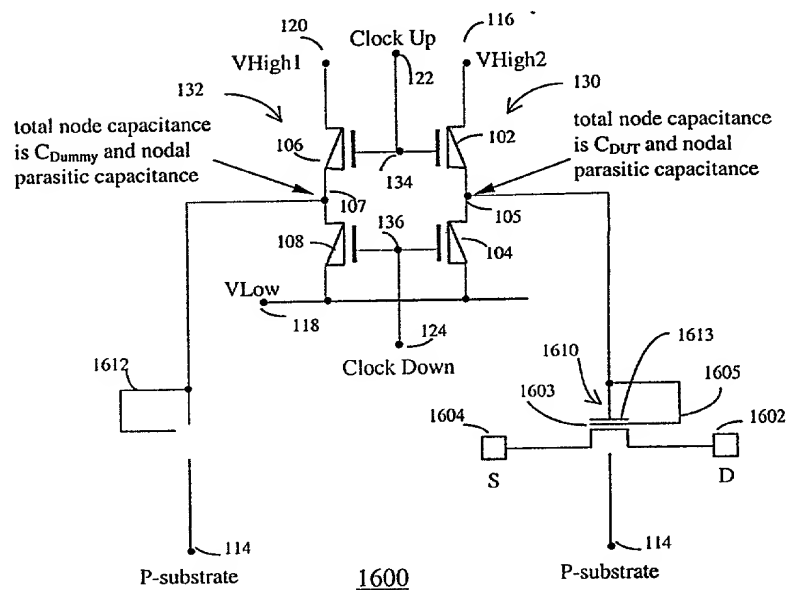 120
116
Clock Up
VHigh1
VHigh2
122
132
130
total node capacitance
is CDummy and nodal
parasitic capacitance
total node capacitance
is CDUT and nodal
parasitic capacitance
106
102
134
107
105
136
108
104
VLow
118
124
Clock Down
1612
1610
1613
1603
1605
1604
1602
S
D
114
114
P-substrate
P-substrate
1600